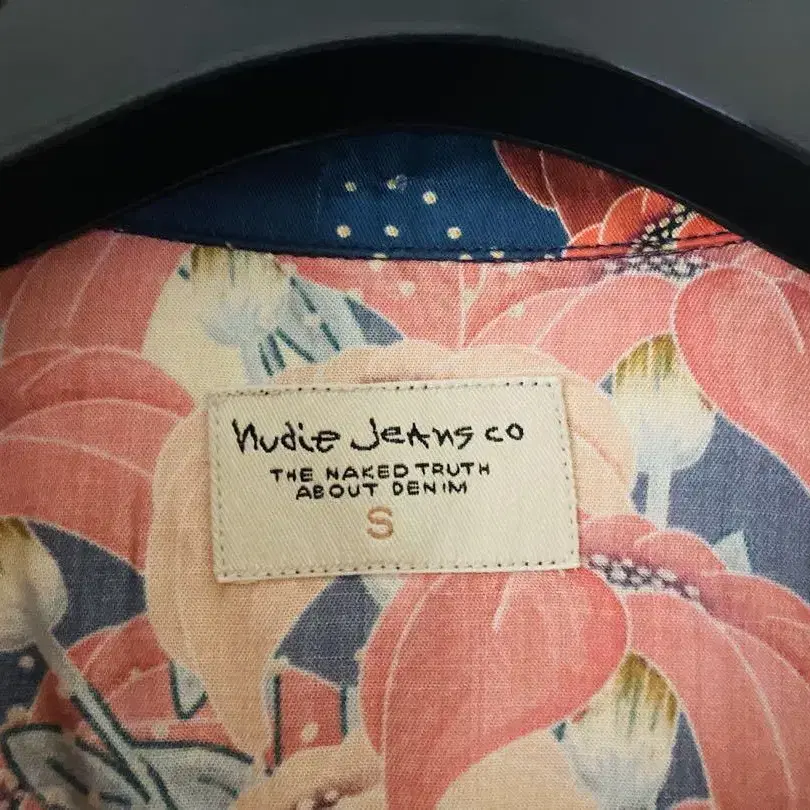 Nudie Jeans co
THE NAKED TRUTH
ABOUT DENIM
S